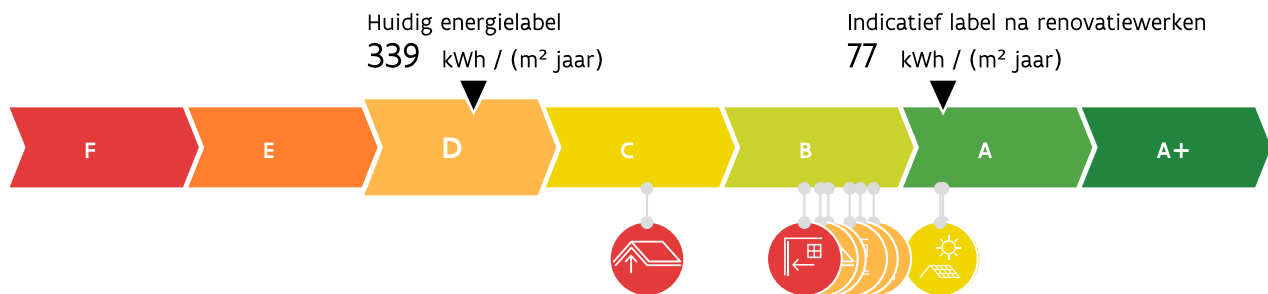 Huidig energielabel
339 kWh / (m² jaar)
Indicatief label na renovatiewerken
77 kWh / (m² jaar)
F E D C B A A+